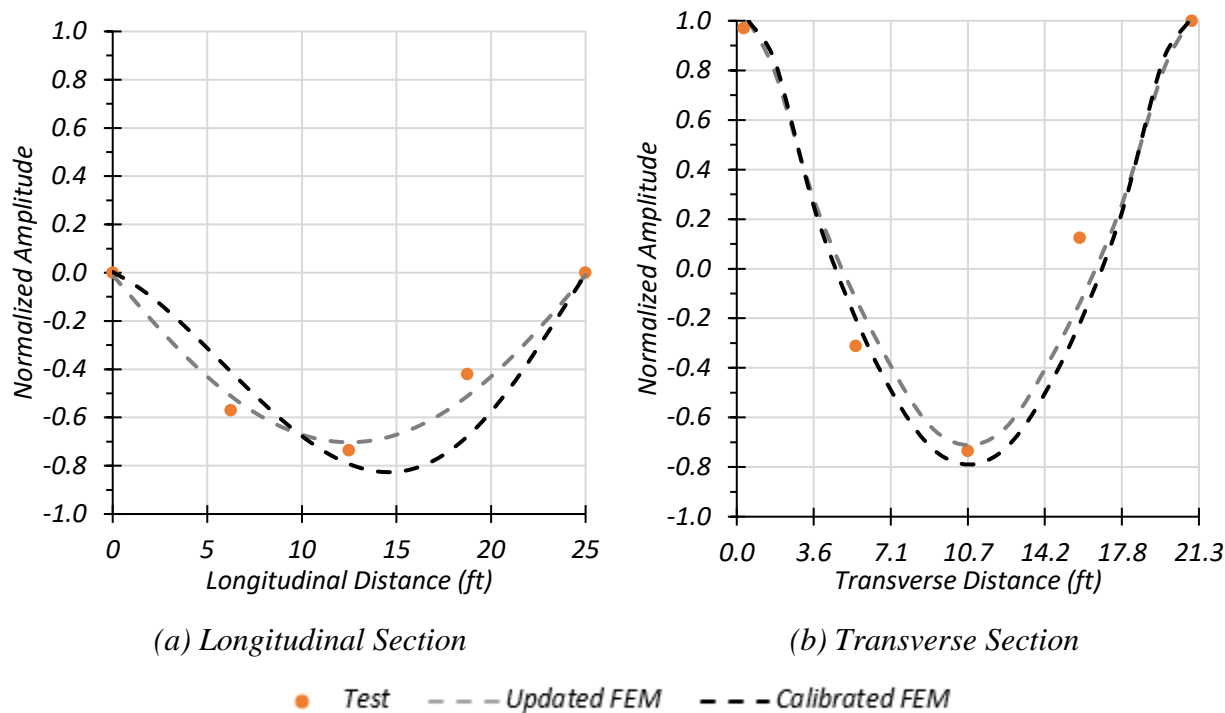 1.0
0.8
0.6
0.4
0.2
0.0
-0.2
-0.4
-0.6
-0.8
-1.0
Normalized Amplitude
0 5 10 15 20 25
Longitudinal Distance (ft)
(a) Longitudinal Section
1.0
0.8
0.6
0.4
0.2
0.0
-0.2
-0.4
-0.6
-0.8
-1.0
Normalized Amplitude
0.0 3.6 7.1 10.7 14.2 17.8 21.3
Transverse Distance (ft)
(b) Transverse Section
Test Updated FEM Calibrated FEM